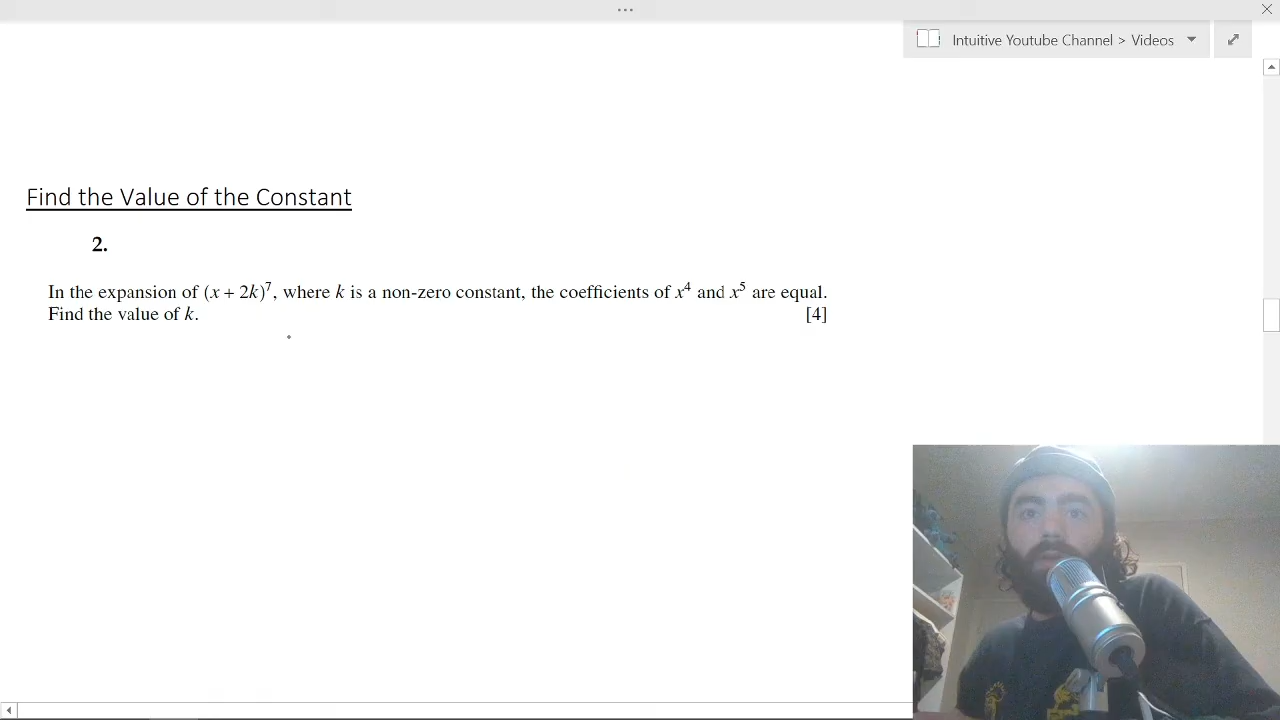 Intuitive Youtube Channel > Videos
Find the Value of the Constant
2.
In the expansion of (x + 2k)⁷, where k is a non-zero constant, the coefficients of x⁴ and x⁵ are equal.
Find the value of k. [4]